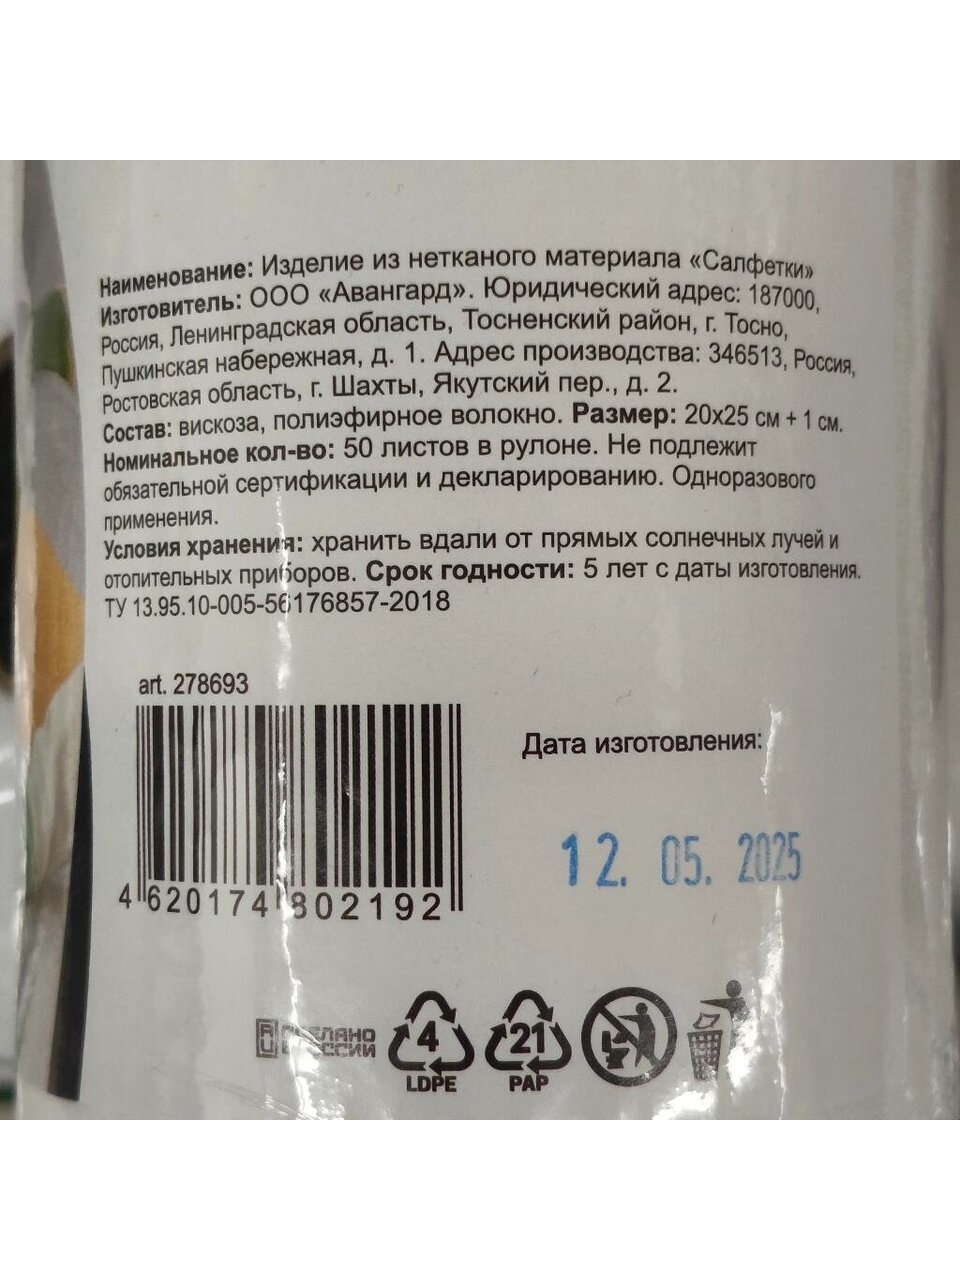 Наименование: Изделие из нетканого материала «Салфетки»
Изготовитель: ООО «Авангард». Юридический адрес: 187000,
Россия, Ленинградская область, Тосненский район, г. Тосно,
Пушкинская набережная, д. 1. Адрес производства: 346513, Россия,
Ростовская область, г. Шахты, Якутский пер., д. 2.
Состав: вискоза, полиэфирное волокно. Размер: 20х25 см + 1 см.
Номинальное кол-во: 50 листов в рулоне. Не подлежит
обязательной сертификации и декларированию. Одноразового
применения.
Условия хранения: хранить вдали от прямых солнечных лучей и
отопительных приборов. Срок годности: 5 лет с даты изготовления.
ТУ 13.95.10-005-56176857-2018
art. 278693
Дата изготовления:
12. 05. 2025
4 620174 802192
СДЕЛАНО
В РОССИИ
4
LDPE
21
PAP